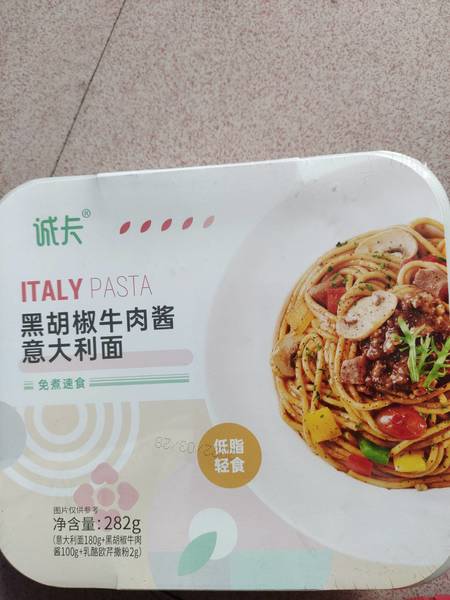 诚卡®
ITALY PASTA
黑胡椒牛肉酱
意大利面
免煮速食
低脂
轻食
图片仅供参考
净含量:282g
(意大利面180g+黑胡椒牛肉
酱100g+乳酪欧芹撒粉2g)